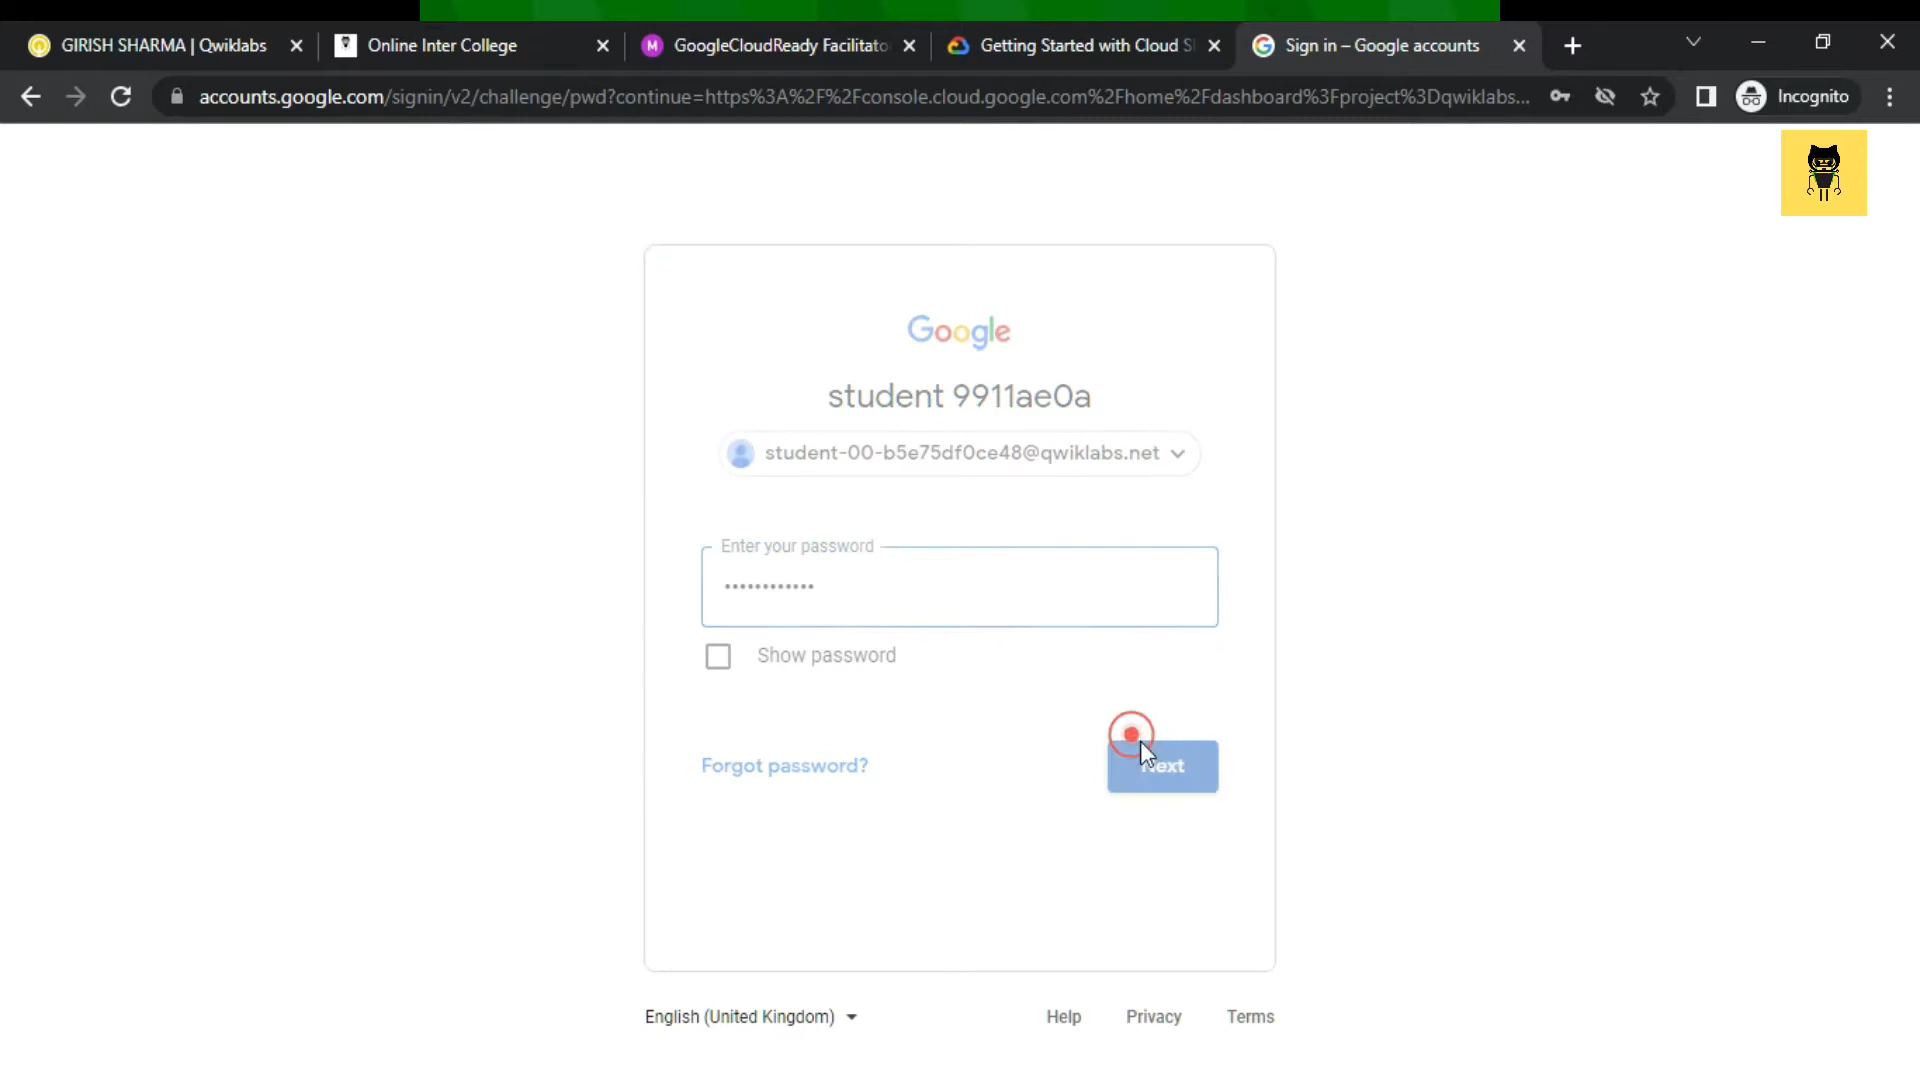 GIRISH SHARMA | Qwiklabs
Online Inter College
M
GoogleCloudReady Facilitato
Getting Started with Cloud S
Sign in – Google accounts
accounts.google.com/signin/v2/challenge/pwd?continue=https%3A%2F%2Fconsole.cloud.google.com%2Fhome%2Fdashboard%3Fproject%3Dqwiklabs...
Incognito
Google
student 9911ae0a
student-00-b5e75df0ce48@qwiklabs.net
Enter your password
••••••••••••
Show password
Forgot password?
Next
English (United Kingdom)
Help
Privacy
Terms